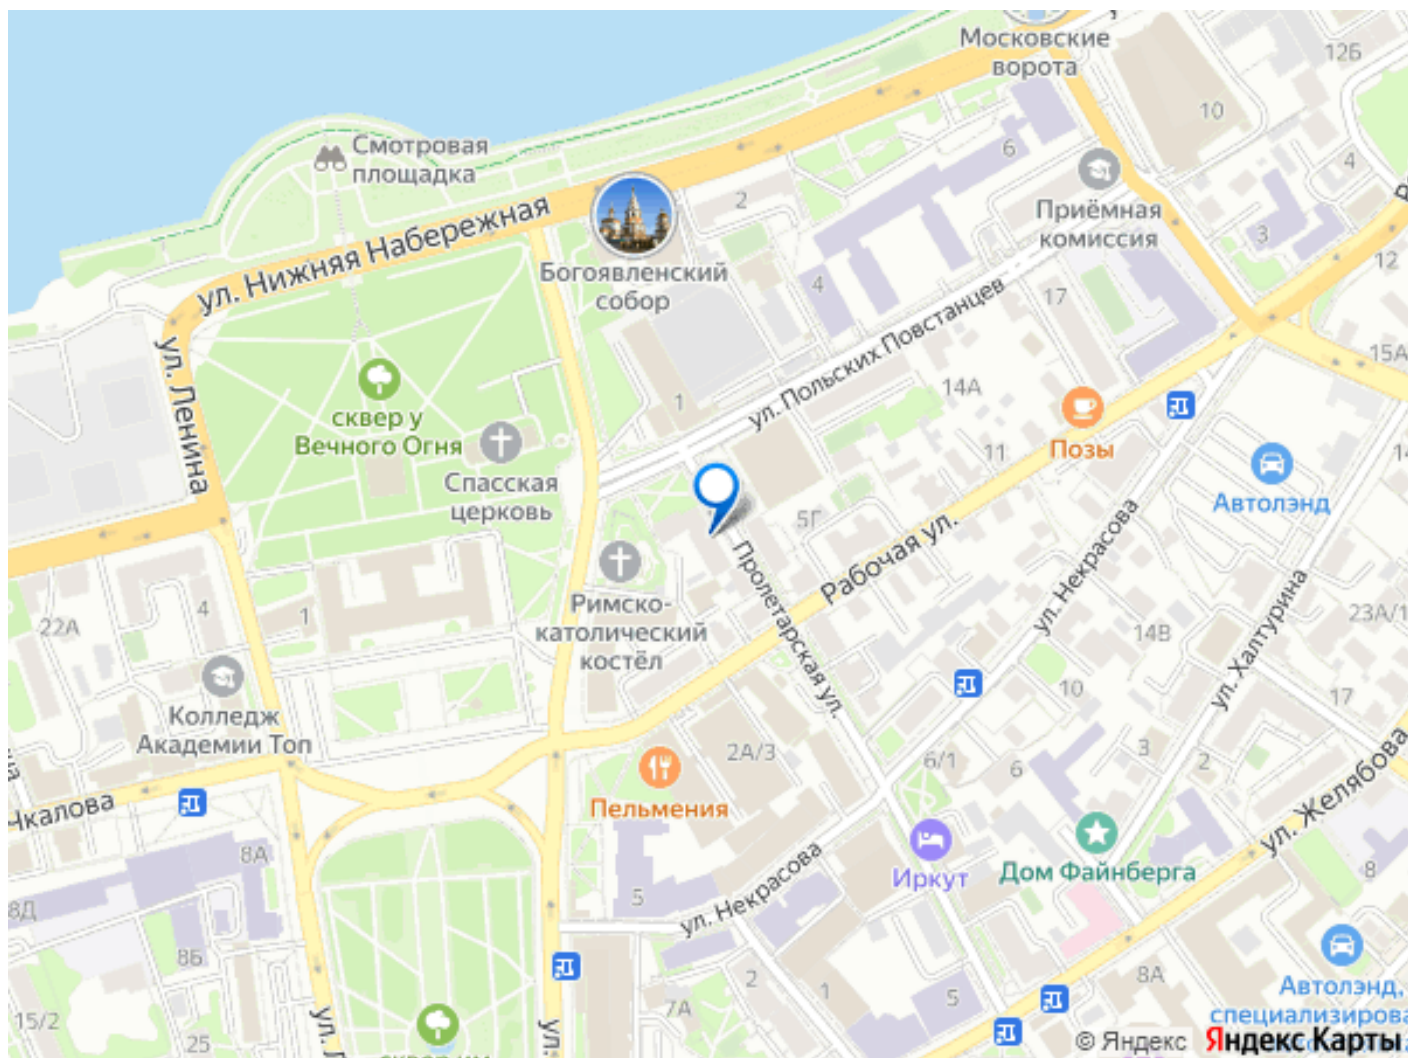 Московские
ворота
12Б
10
Смотровая
площадка
6
4
2
Приёмная
комиссия
3
ул. Нижняя Набережная
Богоявленский
собор
12
4
17
ул. Ленина
ул. Польских Повстанцев
15А
14А
1
сквер у
Вечного Огня
Позы
11
Спасская
церковь
Автолэнд
5Г
Рабочая ул.
ул. Некрасова
Пролетарская ул.
Римско-
католический
костёл
4
1
22А
14В
23А/1
ул. Халтурина
10
17
Колледж
Академии Топ
2А/3
6/1
6
3
2
Чкалова
Пельмения
ул. Желябова
8А
Иркут
Дом Файнберга
8
5
ул. Некрасова
8Д
8Б
2
1
5
8А
7А
15/2
25
Автолэнд,
специализирова
© Яндекс
Яндекс Карты